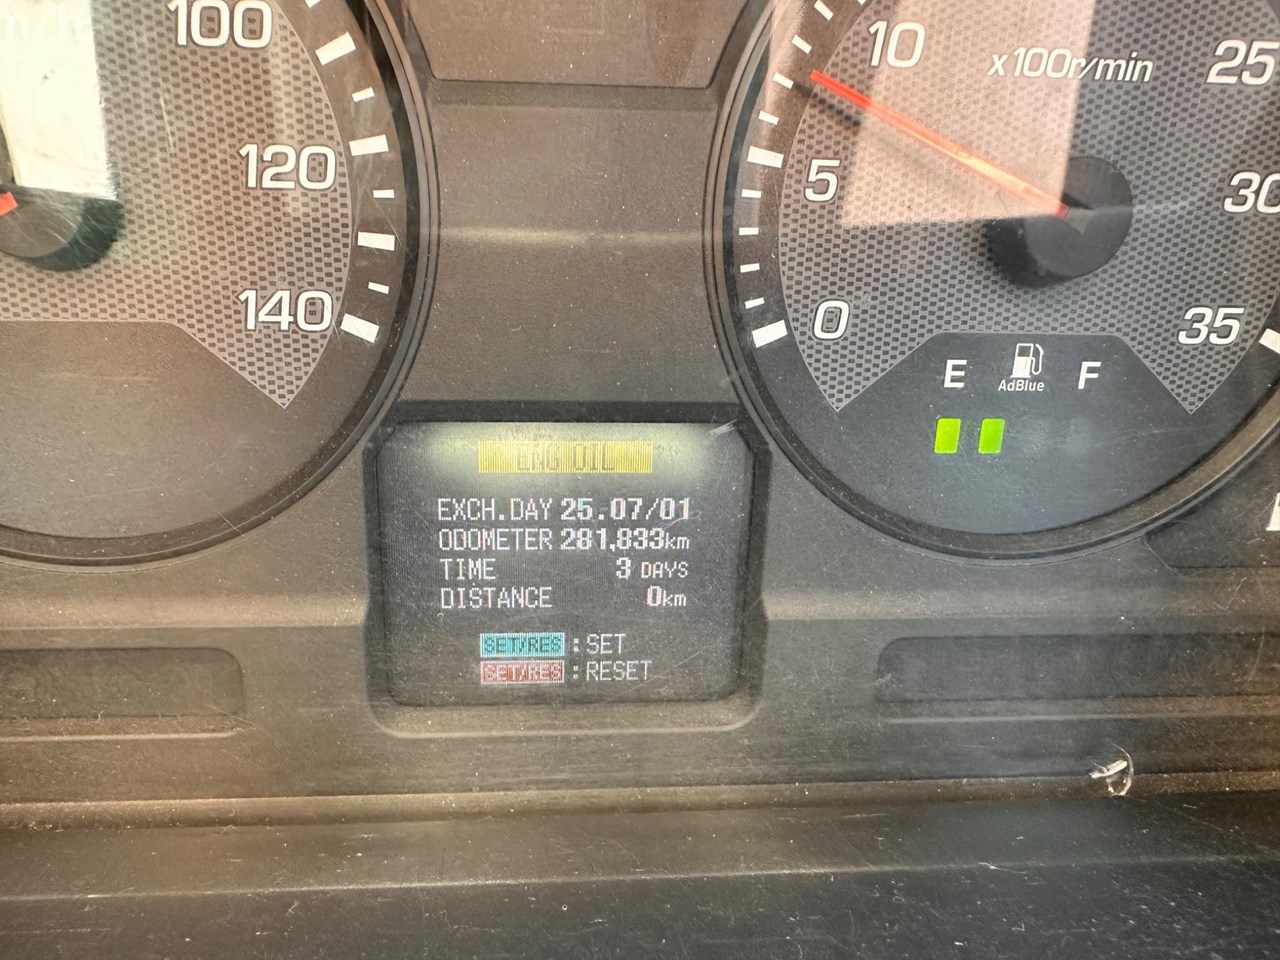 100
120
140
10
x100r/min
25
5
30
0
35
E
AdBlue
F
ENG OIL
EXCH.DAY 25.07/01
ODOMETER 281,833km
TIME 3 DAYS
DISTANCE 0km
SET/RES : SET
SET/RES : RESET